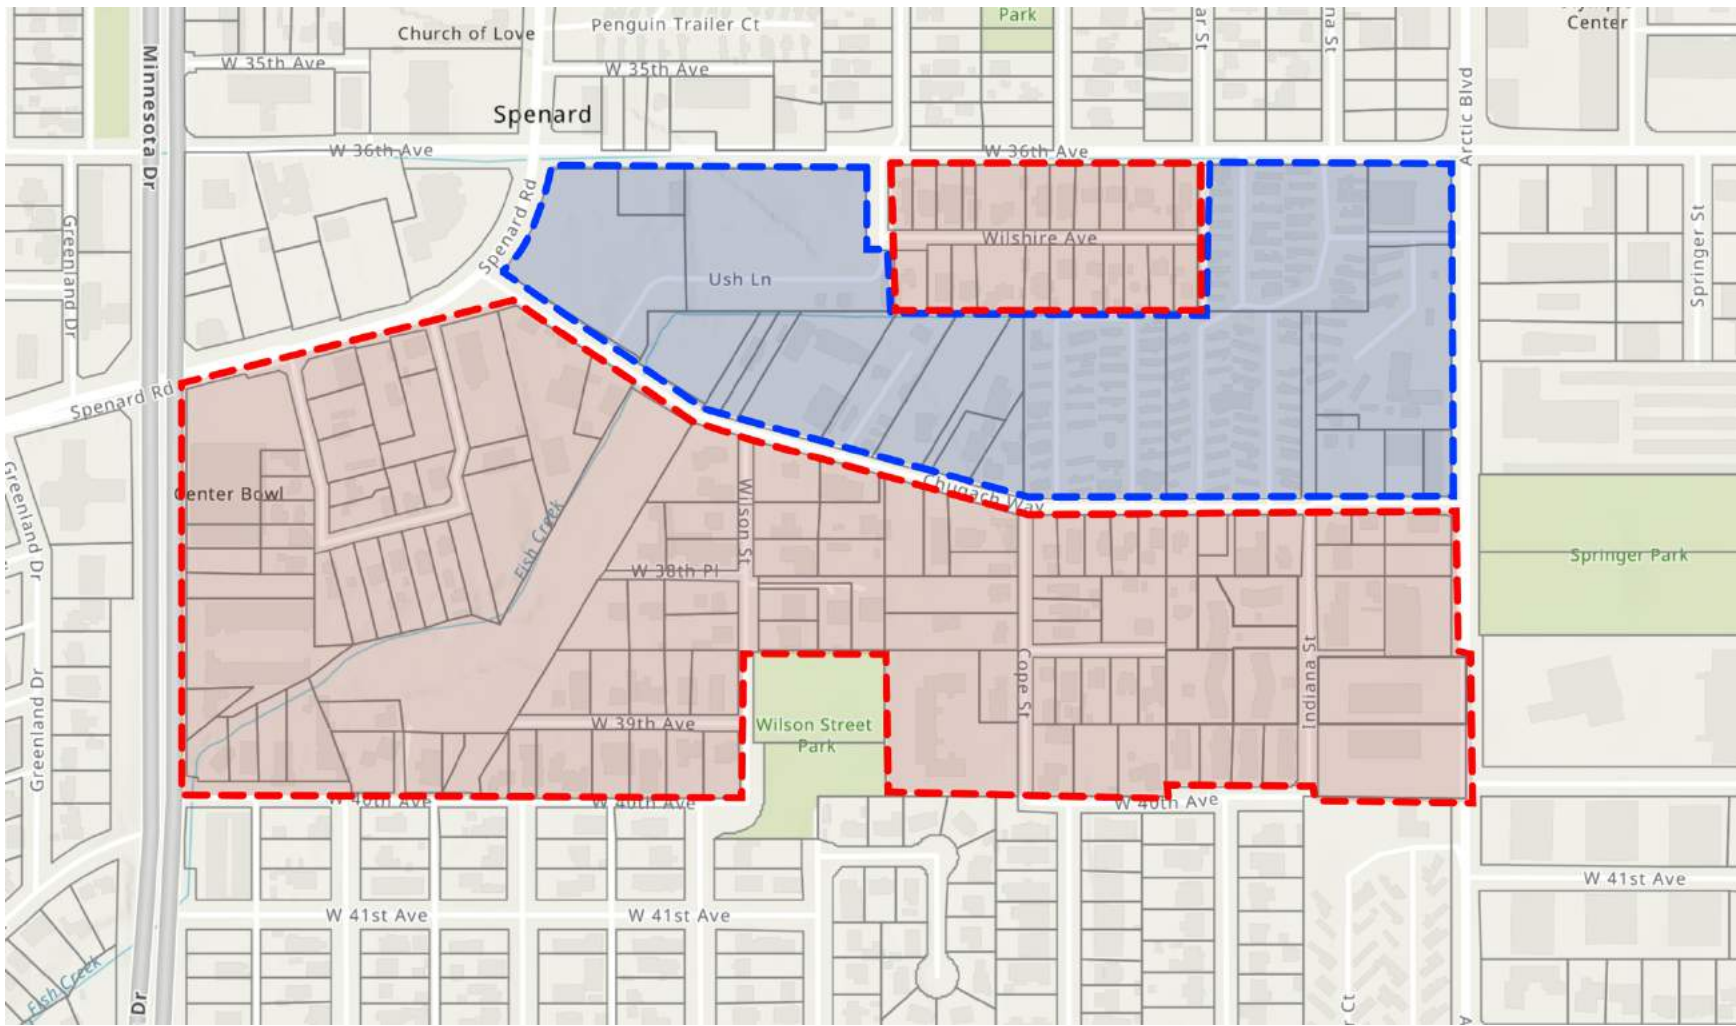 Church of Love
Penguin Trailer Ct
Park
Center
W 35th Ave
W 35th Ave
Minnesota Dr
Spenard
Arctic Blvd
W 36th Ave
W 36th Ave
Spenard Rd
Greenland Dr
Wilshire Ave
Springer St
Ush Ln
Spenard Rd
Greenland Dr
Center Bowl
Chugach Way
Wilson St
Fish Creek
Springer Park
W 38th Pl
Cope St
Indiana St
Greenland Dr
W 39th Ave
Wilson Street
Park
W 40th Ave
W 40th Ave
W 40th Ave
W 41st Ave
W 41st Ave
W 41st Ave
Fish Creek
Dr
r Ct